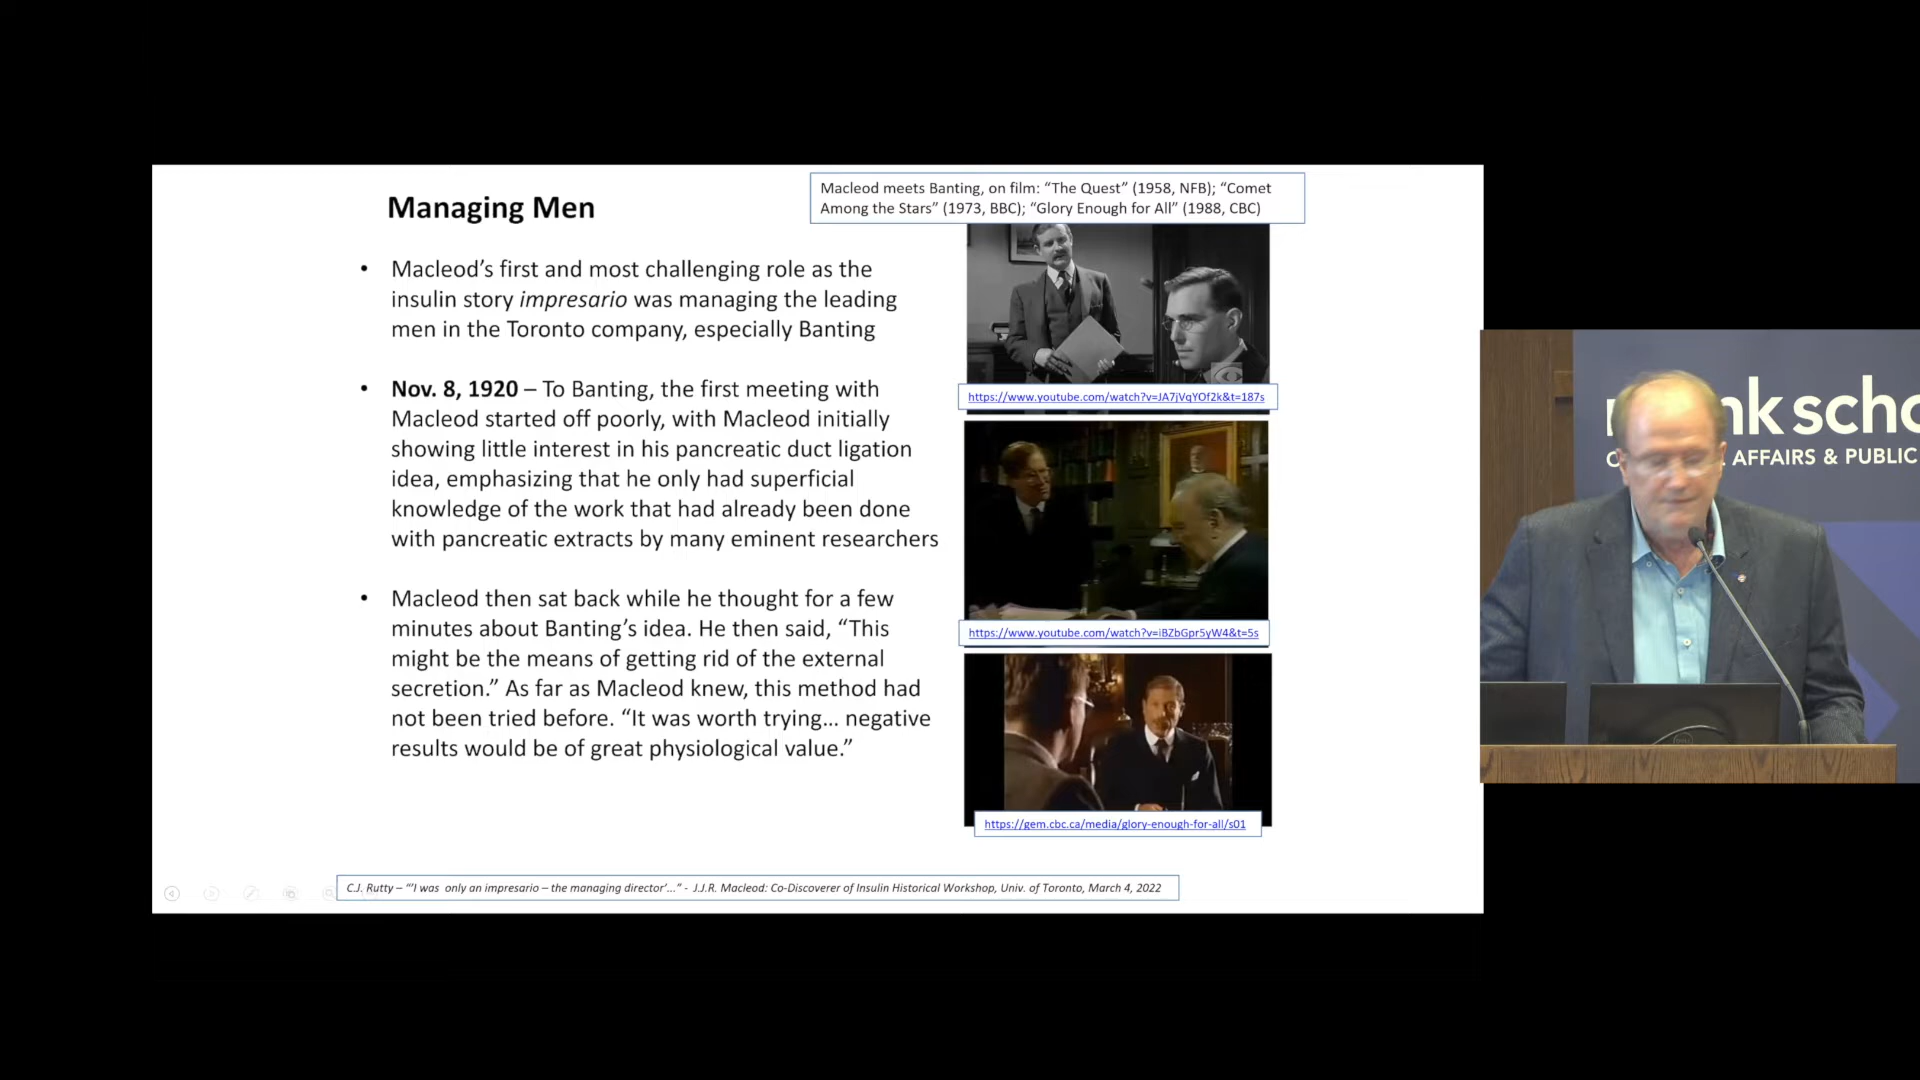 Managing Men
Macleod meets Banting, on film: “The Quest” (1958, NFB); “Comet
Among the Stars” (1973, BBC); “Glory Enough for All” (1988, CBC)
• Macleod’s first and most challenging role as the
insulin story impresario was managing the leading
men in the Toronto company, especially Banting
• Nov. 8, 1920 – To Banting, the first meeting with
Macleod started off poorly, with Macleod initially
showing little interest in his pancreatic duct ligation
idea, emphasizing that he only had superficial
knowledge of the work that had already been done
with pancreatic extracts by many eminent researchers
• Macleod then sat back while he thought for a few
minutes about Banting’s idea. He then said, “This
might be the means of getting rid of the external
secretion.” As far as Macleod knew, this method had
not been tried before. “It was worth trying… negative
results would be of great physiological value.”
https://www.youtube.com/watch?v=JA7jVqYOf2k&t=187s
https://www.youtube.com/watch?v=iBZbGpr5yW4&t=5s
https://gem.cbc.ca/media/glory-enough-for-all/s01
C.J. Rutty – “‘I was only an impresario – the managing director’…” - J.J.R. Macleod: Co-Discoverer of Insulin Historical Workshop, Univ. of Toronto, March 4, 2022
nk scho
AFFAIRS & PUBLIC